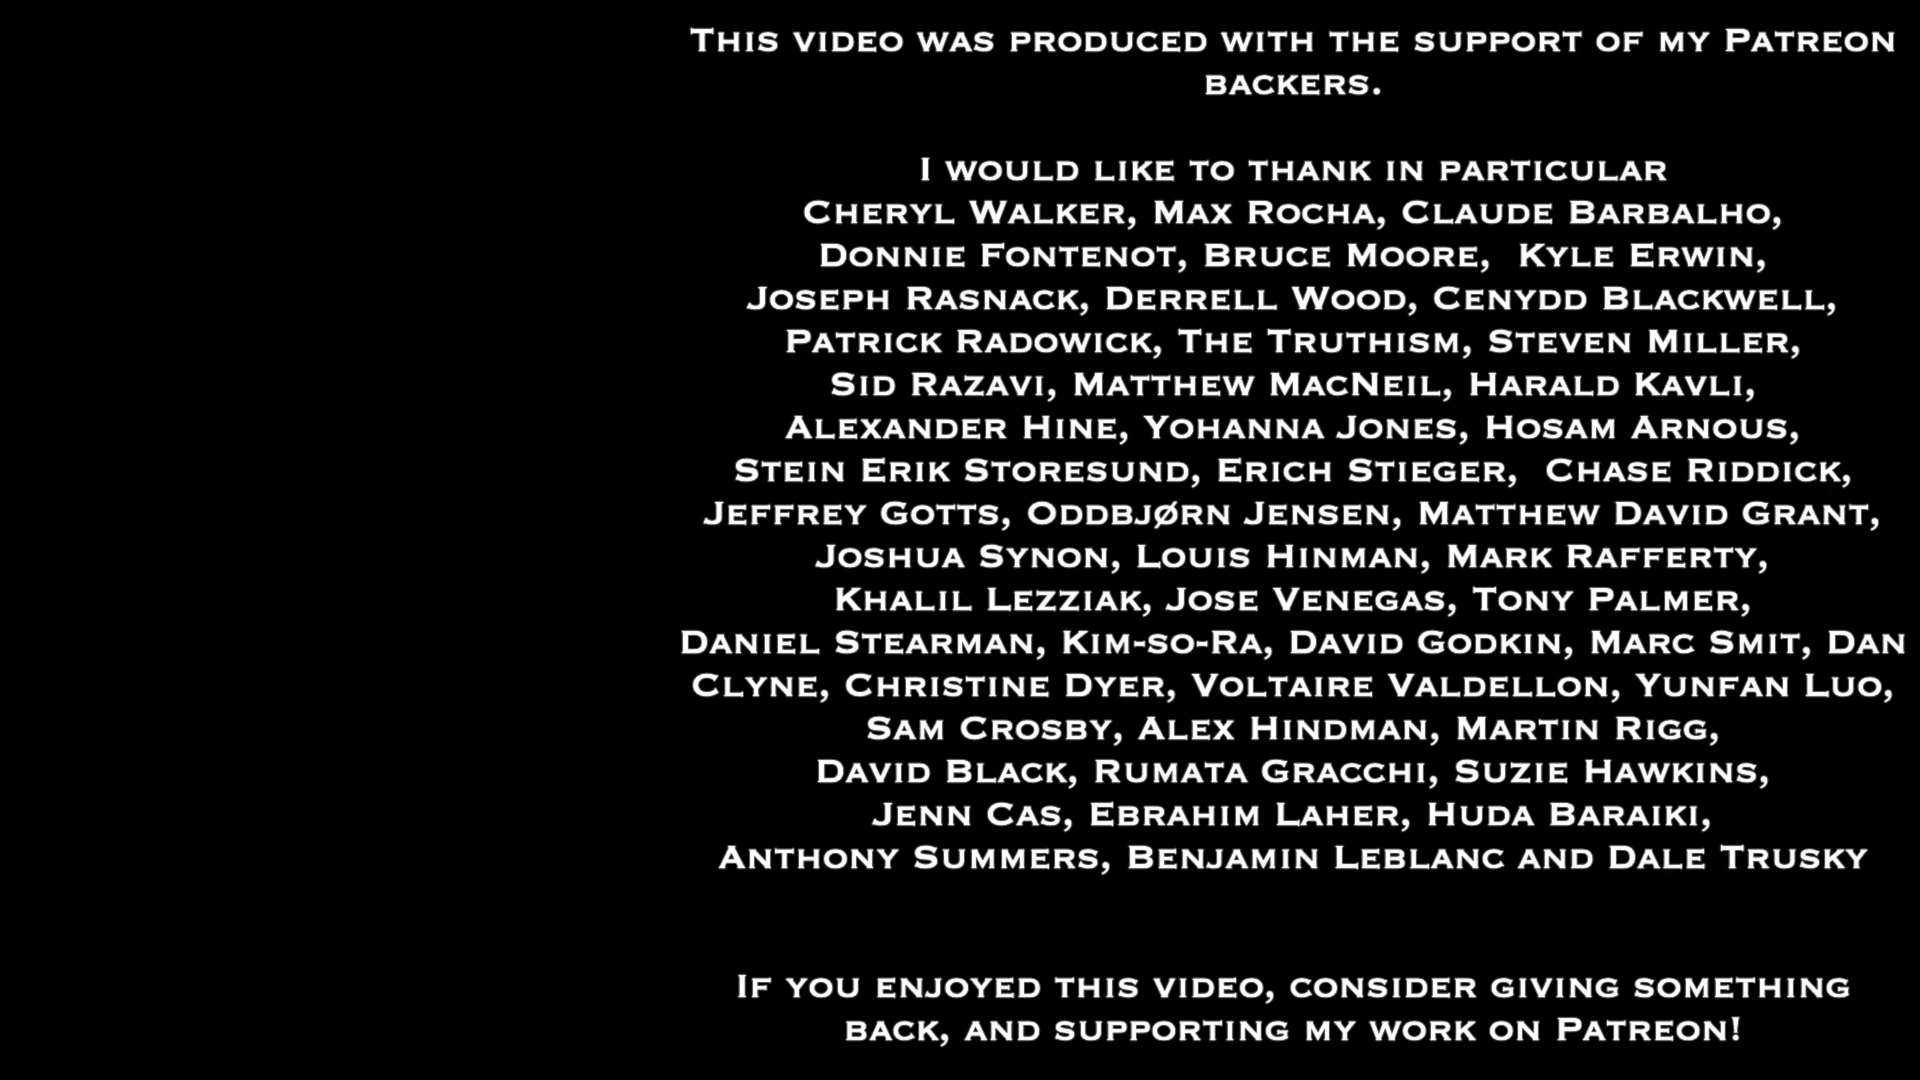 This video was produced with the support of my Patreon
backers.
I would like to thank in particular
Cheryl Walker, Max Rocha, Claude Barbalho,
Donnie Fontenot, Bruce Moore,  Kyle Erwin,
Joseph Rasnack, Derrell Wood, Cenydd Blackwell,
Patrick Radowick, The Truthism, Steven Miller,
Sid Razavi, Matthew MacNeil, Harald Kavli,
Alexander Hine, Yohanna Jones, Hosam Arnous,
Stein Erik Storesund, Erich Stieger,  Chase Riddick,
Jeffrey Gotts, Oddbjørn Jensen, Matthew David Grant,
Joshua Synon, Louis Hinman, Mark Rafferty,
Khalil Lezziak, Jose Venegas, Tony Palmer,
Daniel Stearman, Kim-so-Ra, David Godkin, Marc Smit, Dan
Clyne, Christine Dyer, Voltaire Valdellon, Yunfan Luo,
Sam Crosby, Alex Hindman, Martin Rigg,
David Black, Rumata Gracchi, Suzie Hawkins,
Jenn Cas, Ebrahim Laher, Huda Baraiki,
Anthony Summers, Benjamin Leblanc and Dale Trusky
If you enjoyed this video, consider giving something
back, and supporting my work on Patreon!